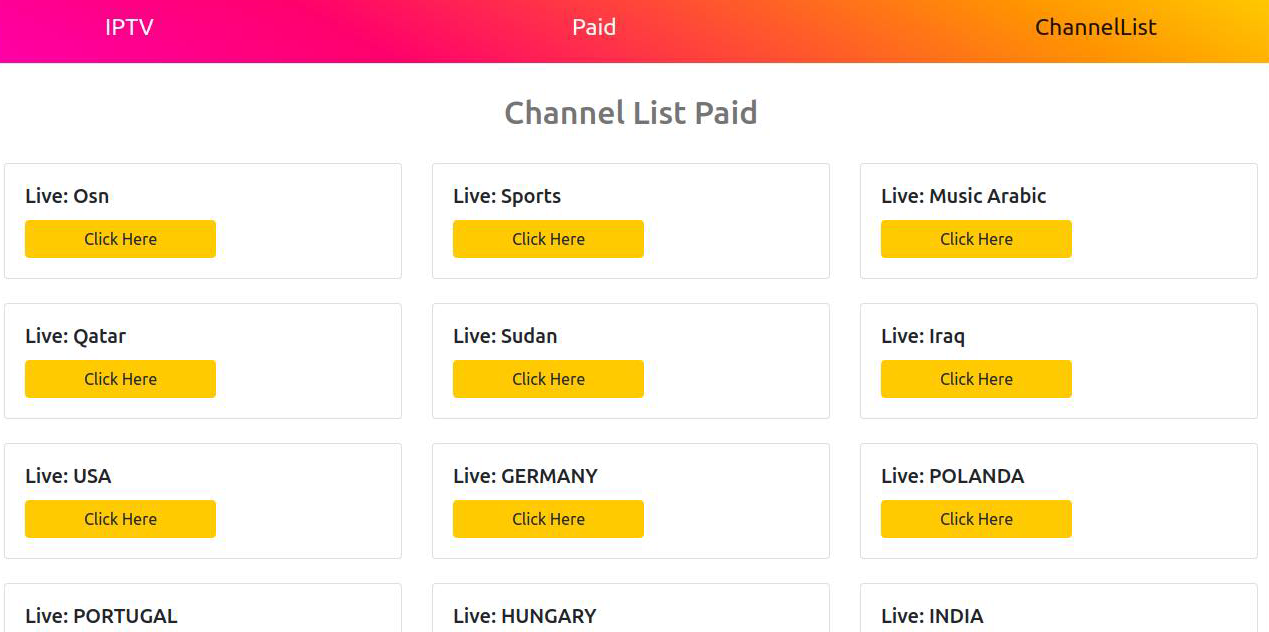 IPTV
Paid
ChannelList
Channel List Paid
Live: Osn
Live: Sports
Live: Music Arabic
Click Here
Click Here
Click Here
Live: Qatar
Live: Sudan
Live: Iraq
Click Here
Click Here
Click Here
Live: USA
Live: GERMANY
Live: POLANDA
Click Here
Click Here
Click Here
Live: PORTUGAL
Live: HUNGARY
Live: INDIA